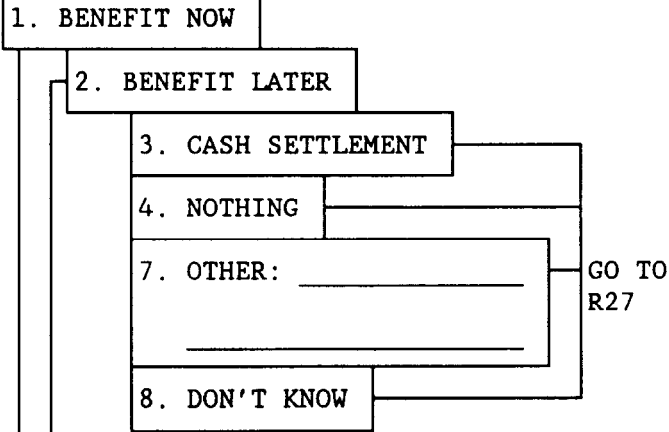 1. BENEFIT NOW
2. BENEFIT LATER
3. CASH SETTLEMENT
4. NOTHING
7. OTHER:
GO TO
R27
8. DON'T KNOW